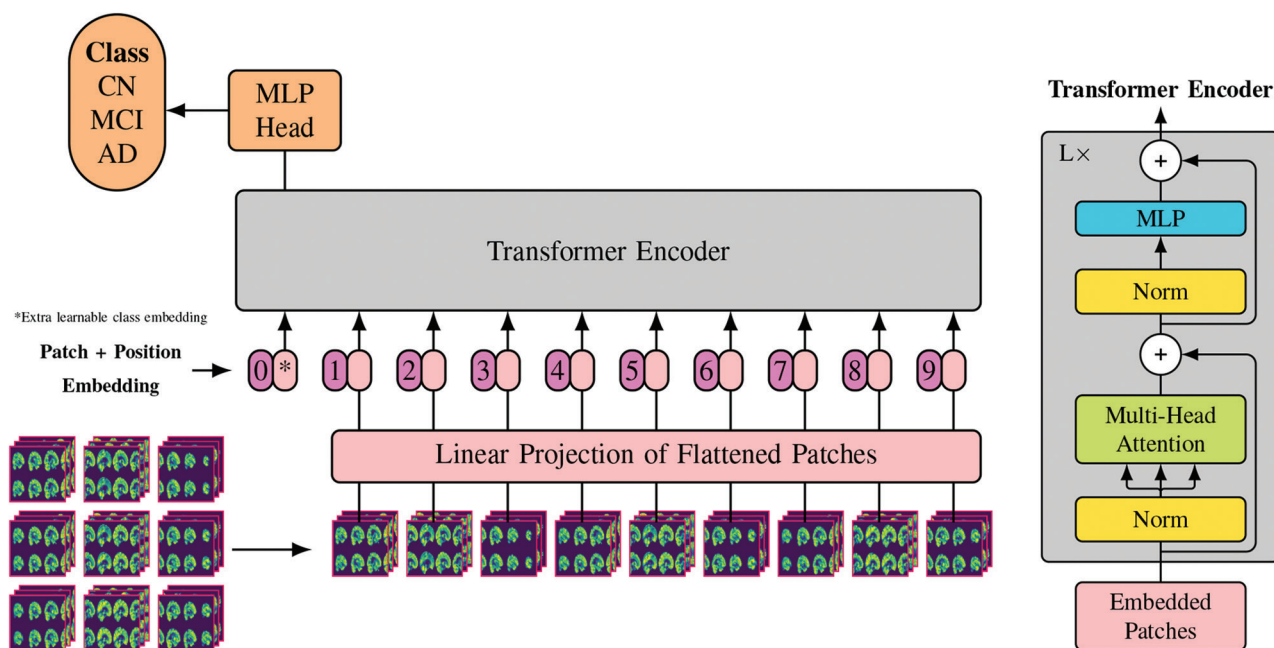 Class
CN
MCI
AD
MLP
Head
Transformer Encoder
*Extra learnable class embedding
Patch + Position
Embedding
0 * 1 2 3 4 5 6 7 8 9
Linear Projection of Flattened Patches
Transformer Encoder
L×
+
MLP
Norm
+
Multi-Head
Attention
Norm
Embedded
Patches